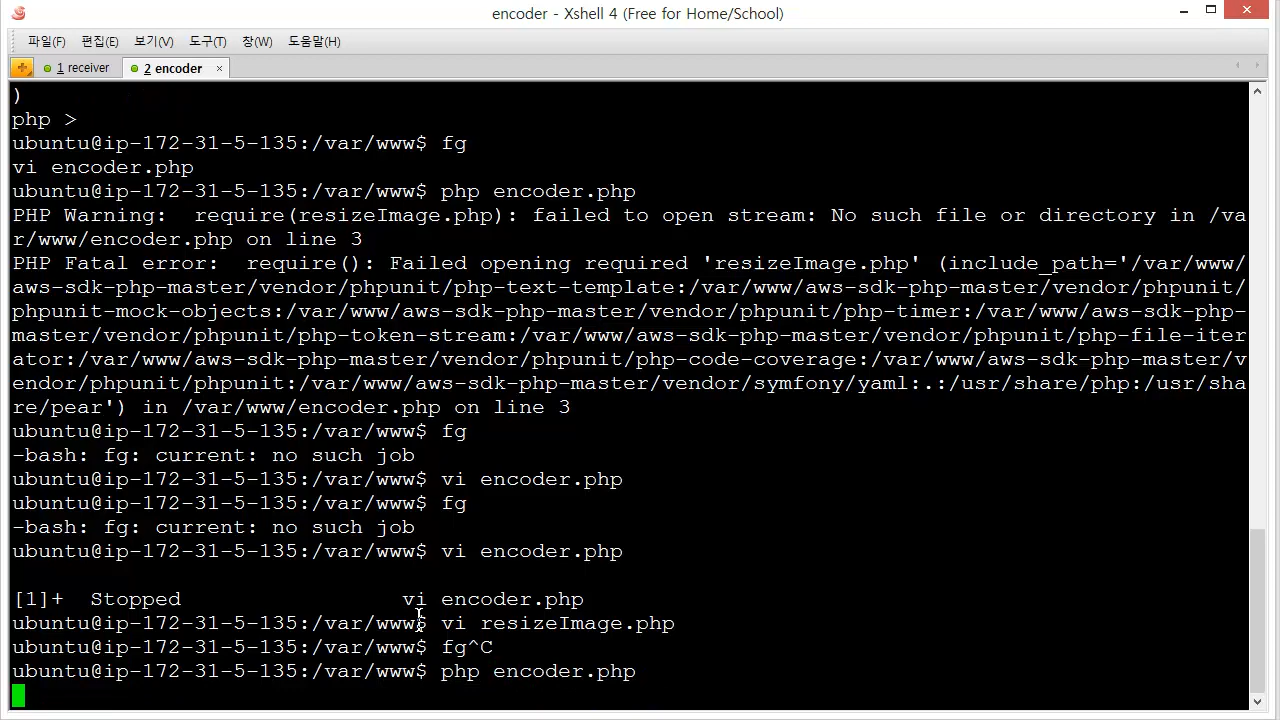 encoder - Xshell 4 (Free for Home/School)
파일(F) 편집(E) 보기(V) 도구(T) 창(W) 도움말(H)
1 receiver 2 encoder
)
php >
ubuntu@ip-172-31-5-135:/var/www$ fg
vi encoder.php
ubuntu@ip-172-31-5-135:/var/www$ php encoder.php
PHP Warning:  require(resizeImage.php): failed to open stream: No such file or directory in /va
r/www/encoder.php on line 3
PHP Fatal error:  require(): Failed opening required 'resizeImage.php' (include_path='/var/www/
aws-sdk-php-master/vendor/phpunit/php-text-template:/var/www/aws-sdk-php-master/vendor/phpunit/
phpunit-mock-objects:/var/www/aws-sdk-php-master/vendor/phpunit/php-timer:/var/www/aws-sdk-php-
master/vendor/phpunit/php-token-stream:/var/www/aws-sdk-php-master/vendor/phpunit/php-file-iter
ator:/var/www/aws-sdk-php-master/vendor/phpunit/php-code-coverage:/var/www/aws-sdk-php-master/v
endor/phpunit/phpunit:/var/www/aws-sdk-php-master/vendor/symfony/yaml:.:/usr/share/php:/usr/sha
re/pear') in /var/www/encoder.php on line 3
ubuntu@ip-172-31-5-135:/var/www$ fg
-bash: fg: current: no such job
ubuntu@ip-172-31-5-135:/var/www$ vi encoder.php
ubuntu@ip-172-31-5-135:/var/www$ fg
-bash: fg: current: no such job
ubuntu@ip-172-31-5-135:/var/www$ vi encoder.php
[1]+  Stopped                 vi encoder.php
ubuntu@ip-172-31-5-135:/var/www$ vi resizeImage.php
ubuntu@ip-172-31-5-135:/var/www$ fg^C
ubuntu@ip-172-31-5-135:/var/www$ php encoder.php